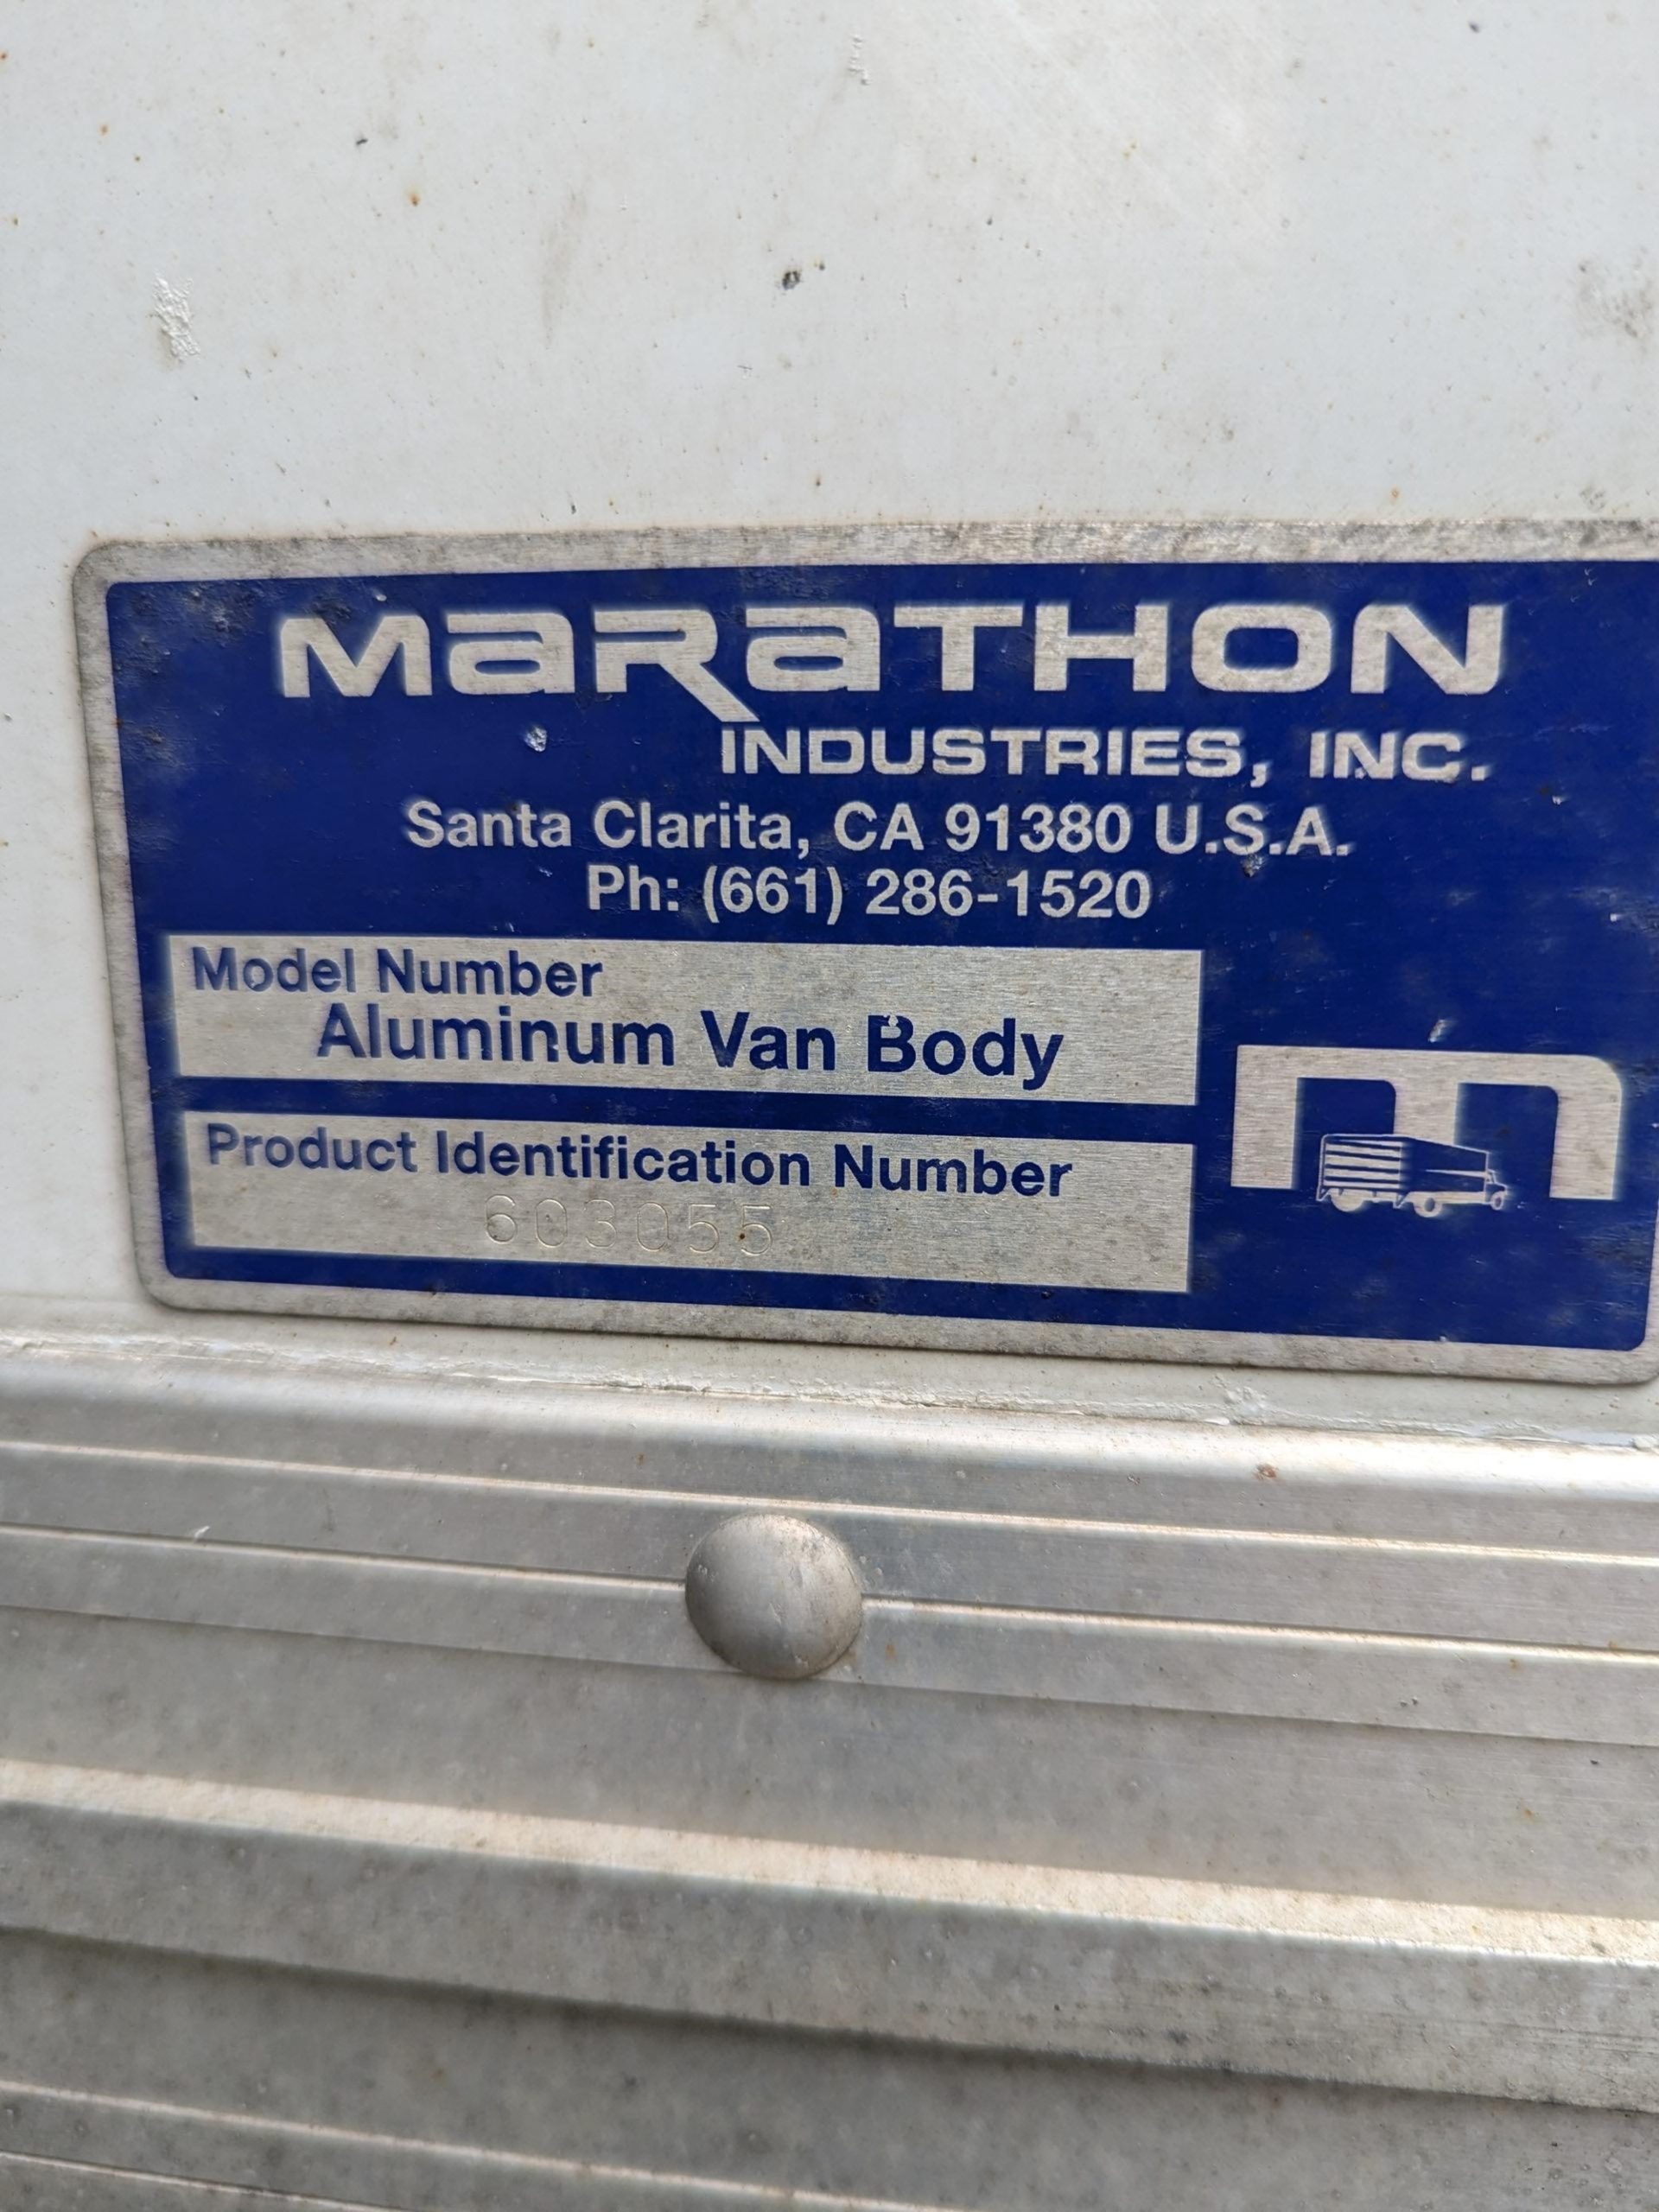 MaRaTHON
INDUSTRIES, INC.
Santa Clarita, CA 91380 U.S.A.
Ph: (661) 286-1520
Model Number
Aluminum Van Body
Product Identification Number
603055
m